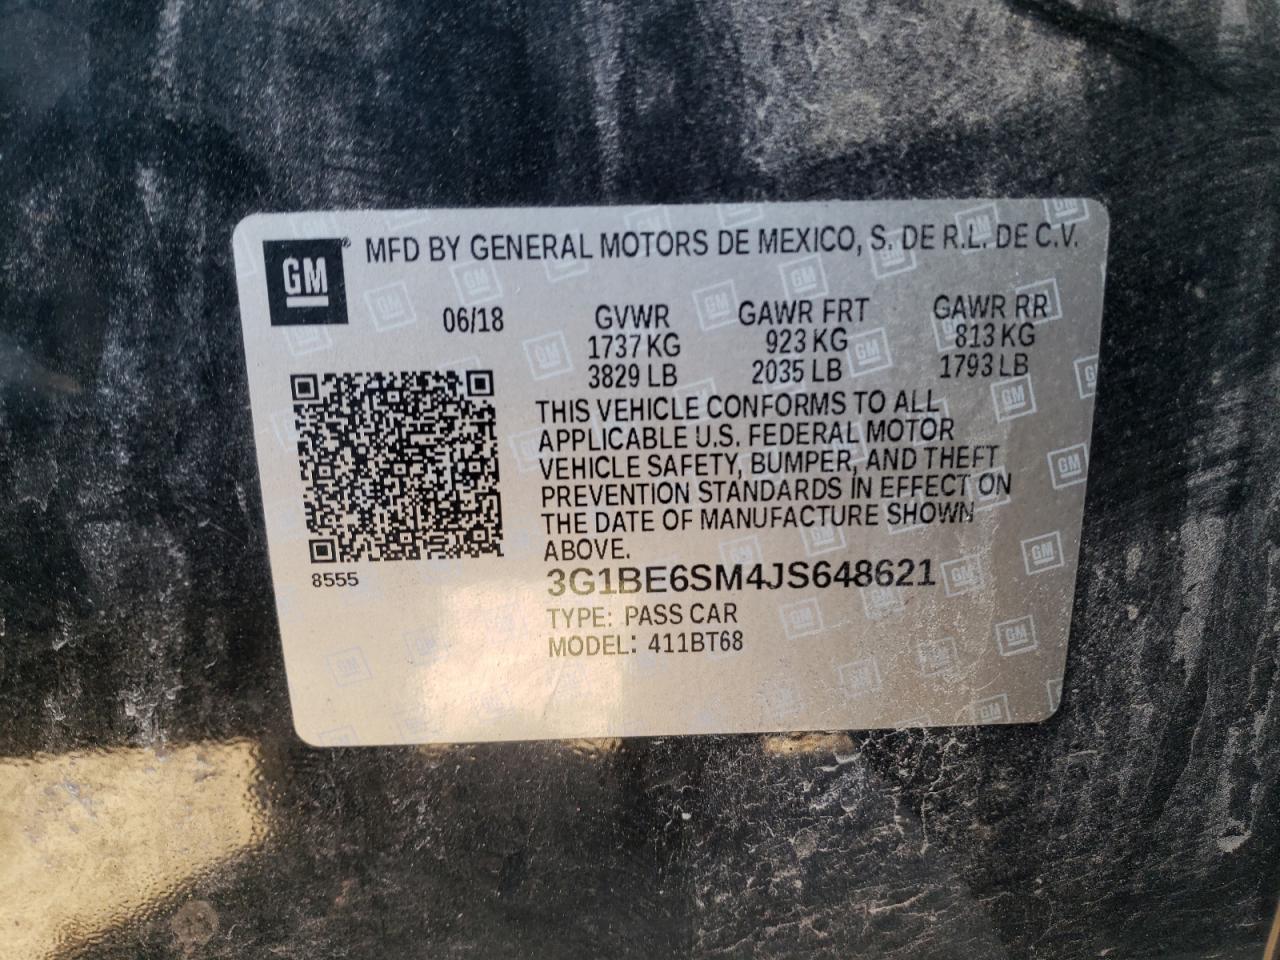 GM® MFD BY GENERAL MOTORS DE MEXICO, S. DE R.L. DE C.V.
06/18 GVWR GAWR FRT GAWR RR
1737 KG 923 KG 813 KG
3829 LB 2035 LB 1793 LB
THIS VEHICLE CONFORMS TO ALL
APPLICABLE U.S. FEDERAL MOTOR
VEHICLE SAFETY, BUMPER, AND THEFT
PREVENTION STANDARDS IN EFFECT ON
THE DATE OF MANUFACTURE SHOWN
ABOVE.
8555 3G1BE6SM4JS648621
TYPE: PASS CAR
MODEL: 411BT68